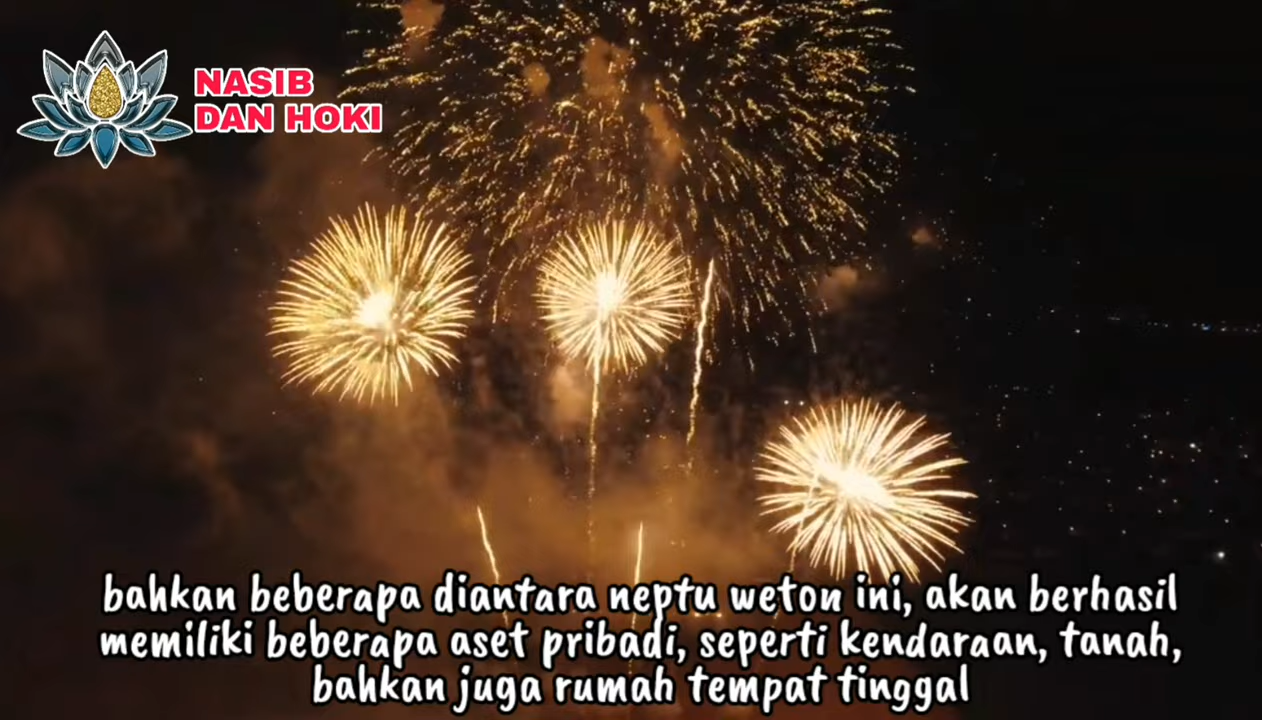 NASIB
DAN HOKI
bahkan beberapa diantara neptu weton ini, akan berhasil
memiliki beberapa aset pribadi, seperti kendaraan, tanah,
bahkan juga rumah tempat tinggal